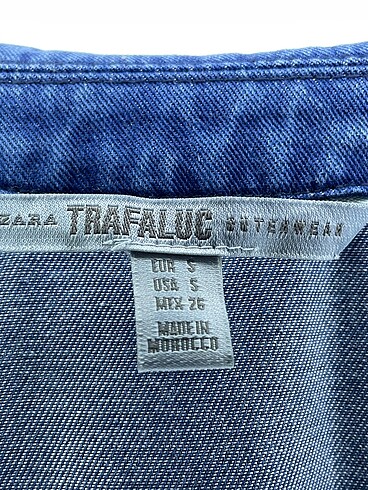 ZARA TRAFALUC OUTERWEAR
EUR S
USA S
MEX 26
MADE IN
MOROCCO